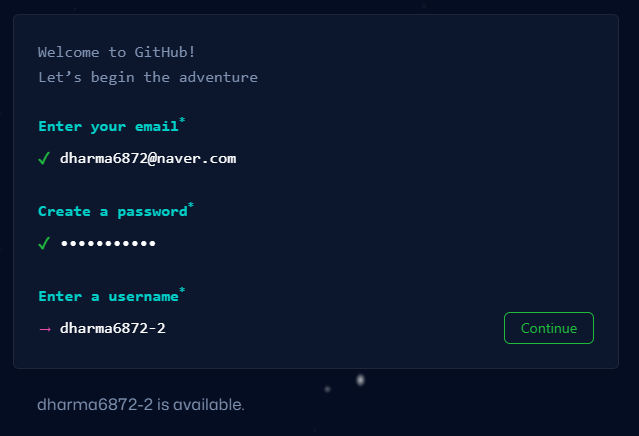 Welcome to GitHub!
Let’s begin the adventure
Enter your email*
✓ dharma6872@naver.com
Create a password*
✓ •••••••••••
Enter a username*
→ dharma6872-2
Continue
dharma6872-2 is available.